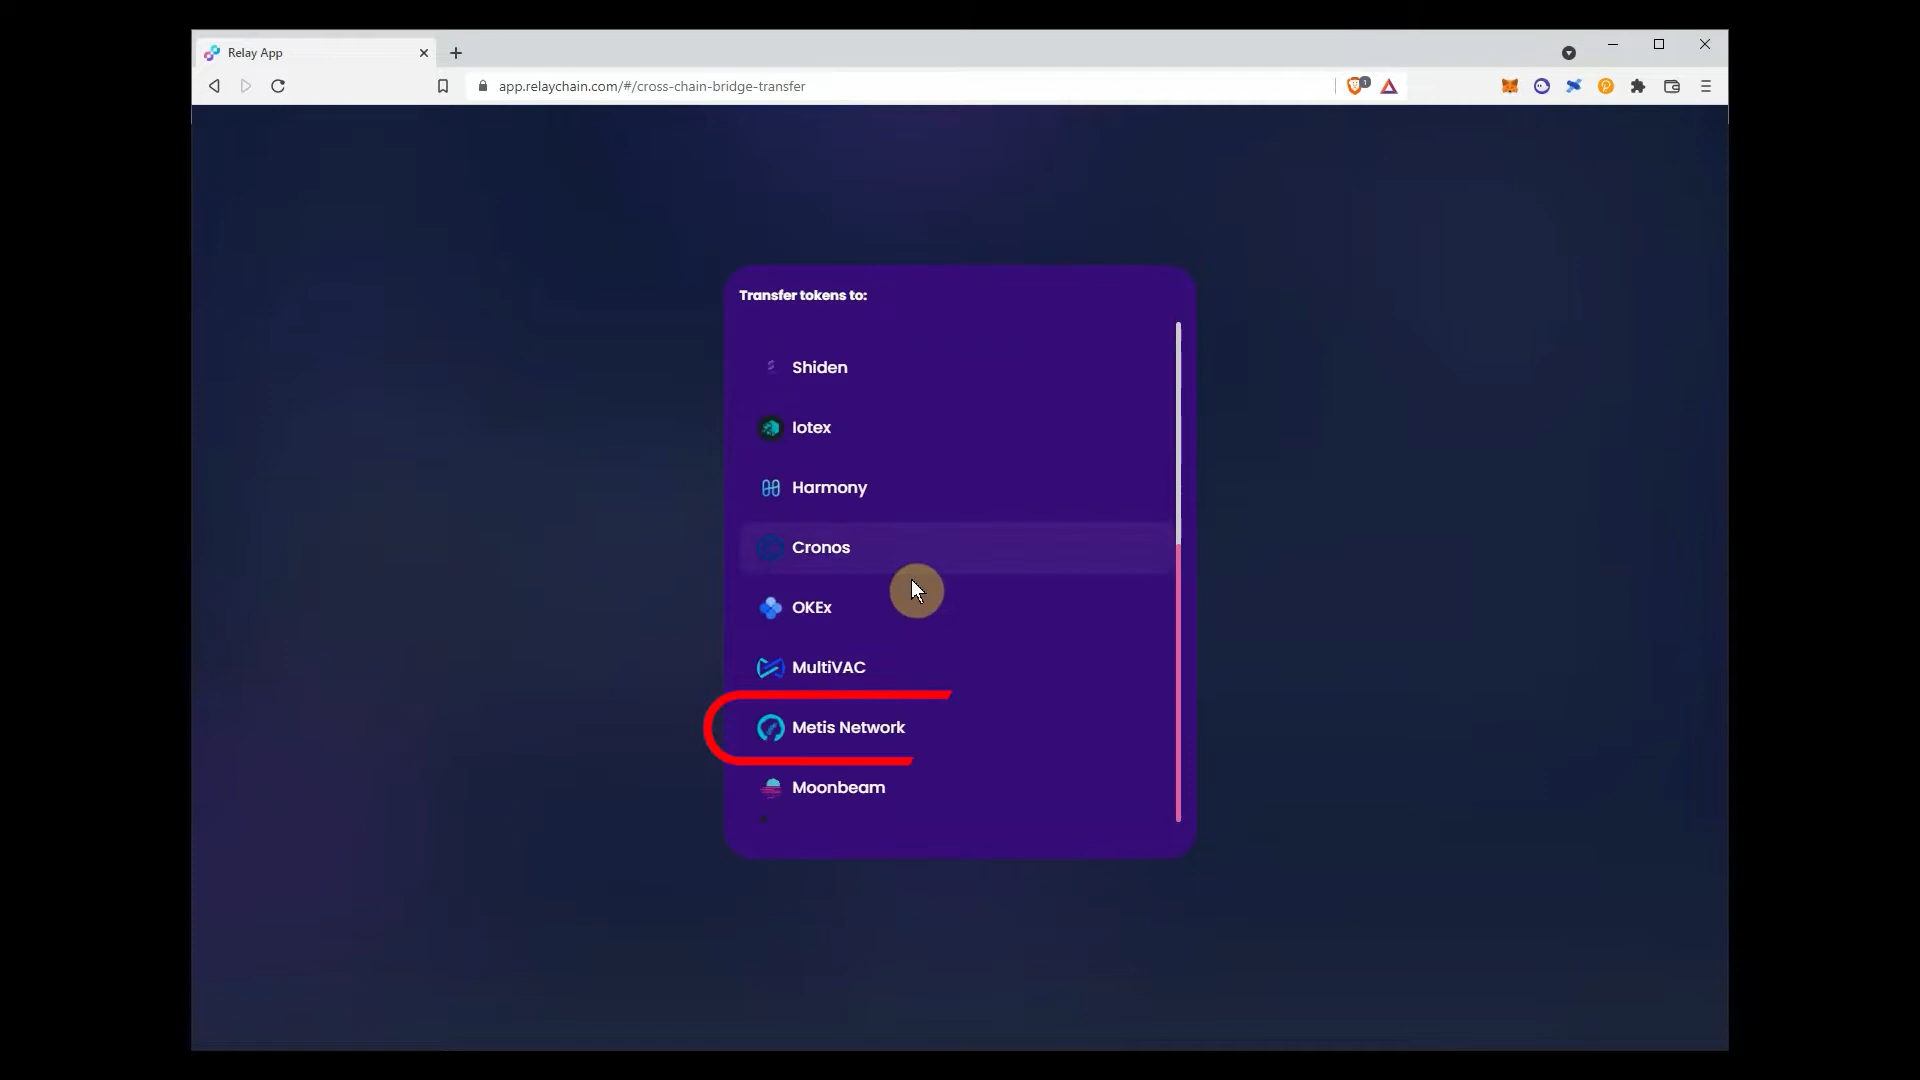 Relay App
app.relaychain.com/#/cross-chain-bridge-transfer
1
Transfer tokens to:
Shiden
Iotex
Harmony
Cronos
OKEx
MultiVAC
Metis Network
Moonbeam